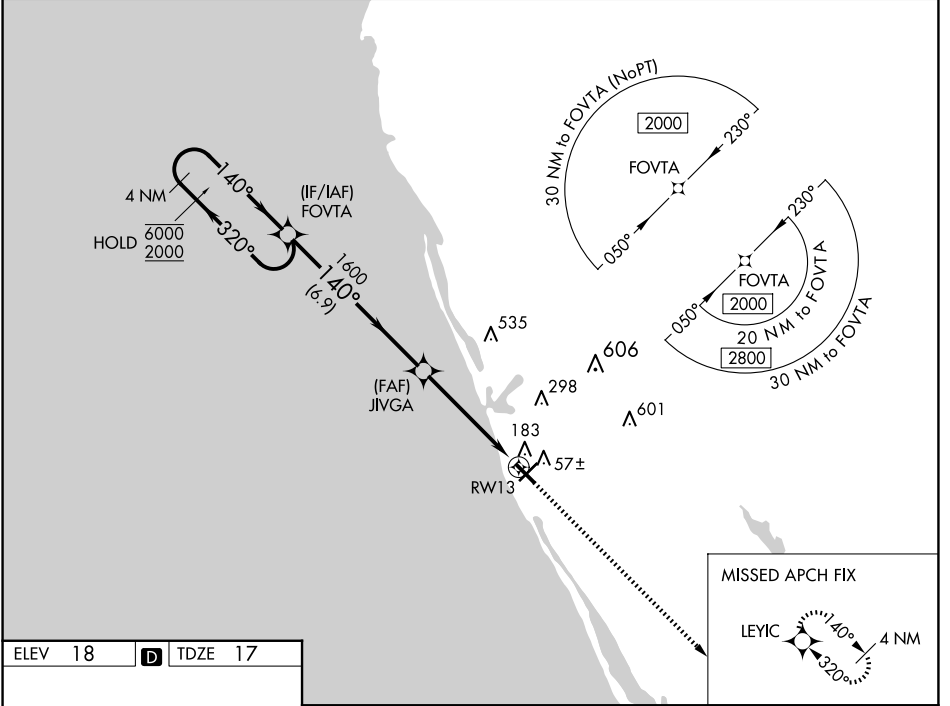 30 NM to FOVTA (NoPT)
2000
230°
FOVTA
050°
140°
4 NM
(IF/IAF)
FOVTA
HOLD 6000
2000
320°
1600
140°
(6.9)
230°
FOVTA
2000
050°
20 NM to FOVTA
2800
30 NM to FOVTA
535
606
(FAF)
JIVGA
298
601
183
57±
RW13
MISSED APCH FIX
LEYIC
140°
4 NM
320°
ELEV 18 D TDZE 17